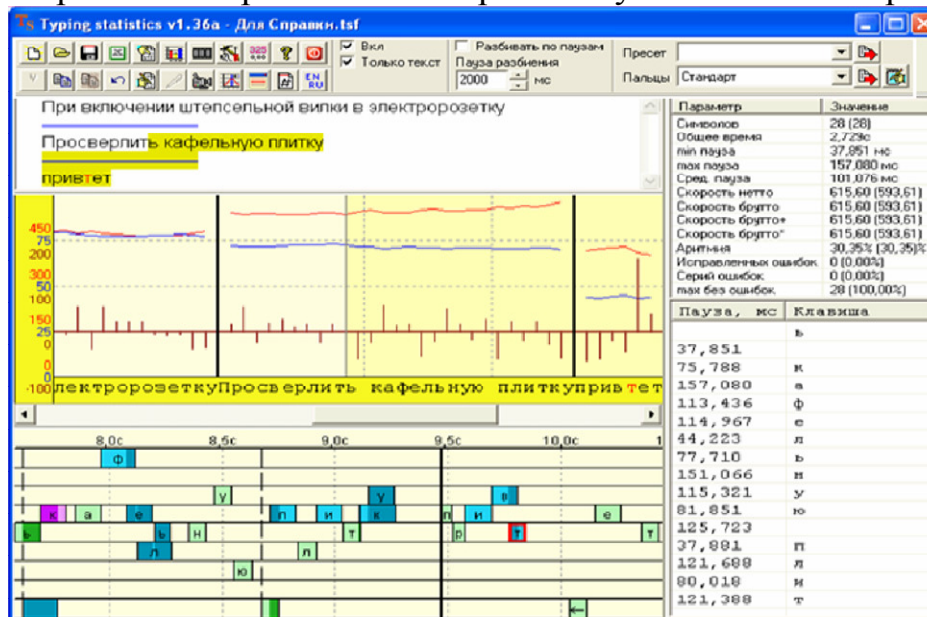 Typing statistics v1.36a - Для Справки.tsf
Вкл
Только текст
Разбивать по паузам
Пауза разбиения
2000 мс
Пресет
Пальцы Стандарт
EN
RU
При включении штепсельной вилки в электророзетку
Просверлить кафельную плитку
привтет
450
75
200
300
50
100
150
25
0
0
-100
лектророзеткуПросверлить кафельную плиткупривтет
8,0с 8,5с 9,0с 9,5с 10,0с 1
Ф
У У в
к а е п и к п и е
ь ь н т р т т
л л
ю
←
Параметр Значение
Символов 28 (28)
Общее время 2,729с
min пауза 37,851 мс
max пауза 157,080 мс
Сред. пауза 101,076 мс
Скорость нетто 615,60 (593,61)
Скорость брутто 615,60 (593,61)
Скорость брутто+ 615,60 (593,61)
Скорость брутто* 615,60 (593,61)
Аритмия 30,35% (30,35)%
Исправленных ошибок 0 (0,00%)
Серий ошибок 0 (0,00%)
max без ошибок 28 (100,00%)
Пауза, мс Клавиша
ь
37,851
75,788 к
157,080 а
113,436 ф
114,967 е
44,223 л
77,710 ь
151,066 н
115,321 у
81,851 ю
125,723
37,881 п
121,688 л
80,018 и
121,388 т